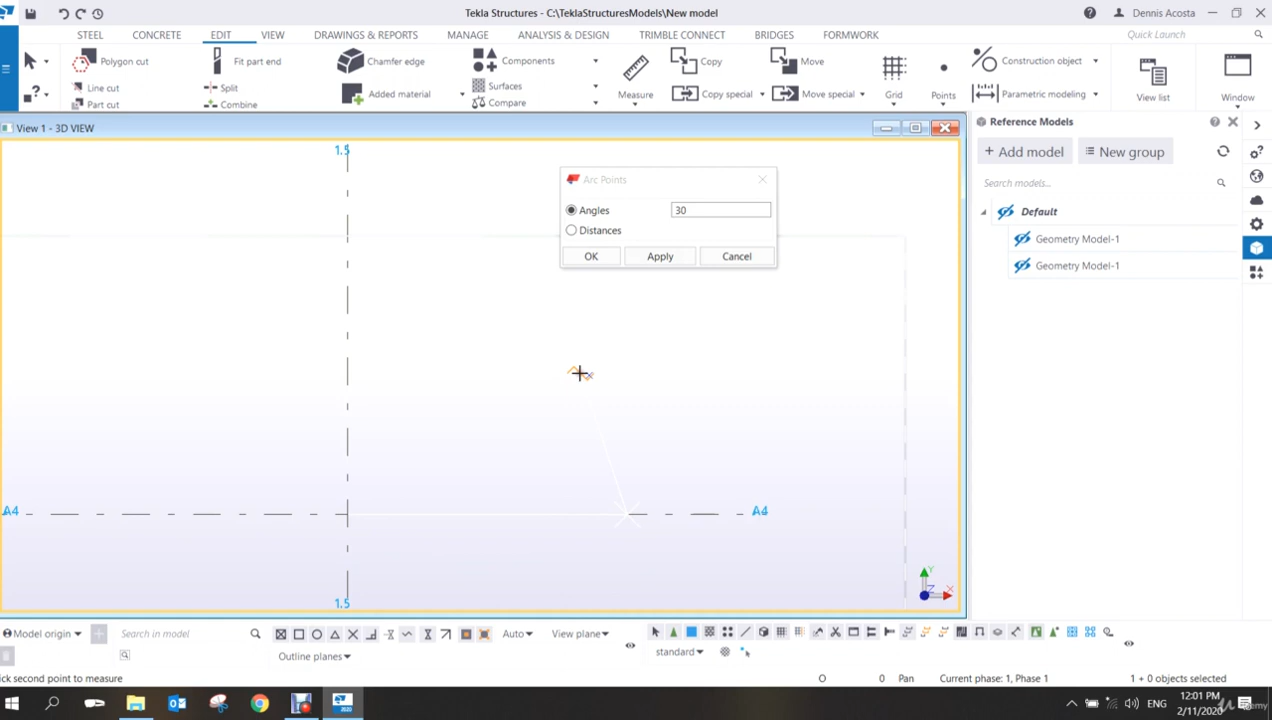 Tekla Structures - C:\TeklaStructuresModels\New model
Dennis Acosta
STEEL CONCRETE EDIT VIEW DRAWINGS & REPORTS MANAGE ANALYSIS & DESIGN TRIMBLE CONNECT BRIDGES FORMWORK
Quick Launch
Polygon cut
Line cut
Part cut
Fit part end
Split
Combine
Chamfer edge
Added material
Components
Surfaces
Compare
Measure
Copy
Copy special
Move
Move special
Grid
Points
Construction object
Parametric modeling
View list
Window
View 1 - 3D VIEW
Reference Models
Add model
New group
Search models...
Default
Geometry Model-1
Geometry Model-1
1.5
Arc Points
Angles
30
Distances
OK Apply Cancel
A4
A4
1.5
Y
Z
X
Model origin
Search in model
Auto
View plane
Outline planes
standard
ick second point to measure
O
0
Pan
Current phase: 1, Phase 1
1 + 0 objects selected
2020
ENG
12:01 PM
2/11/2020
ûdemy